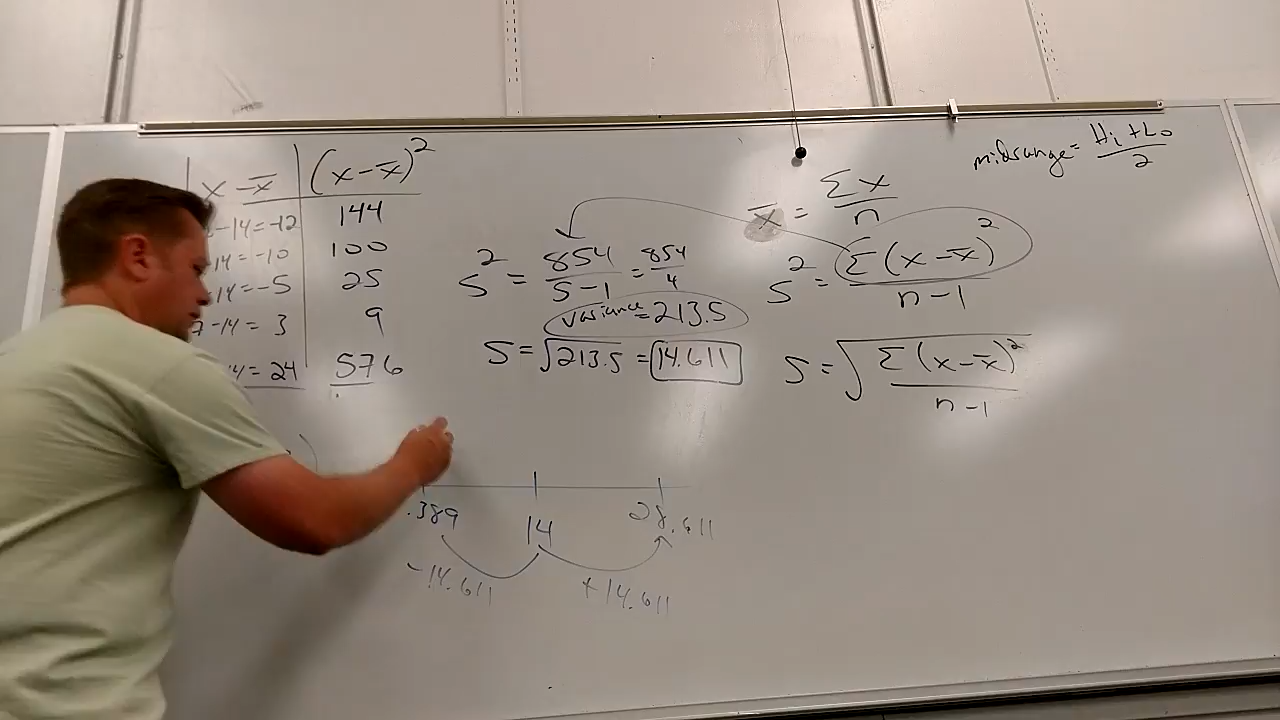 x - x̄ | (x-x̄)²
-14=-12 | 144
14=-10 | 100
-14=-5 | 25
7-14=3 | 9
14=24 | 576
s² = 854/5-1 = 854/4
variance=213.5
s=√213.5 = 14.611
midrange= Hi+Lo/2
x̄ = Σx/n
s² = Σ(x-x̄)²/n-1
s = √Σ(x-x̄)²/n-1
.389 14 28.611
-14.611 +14.611